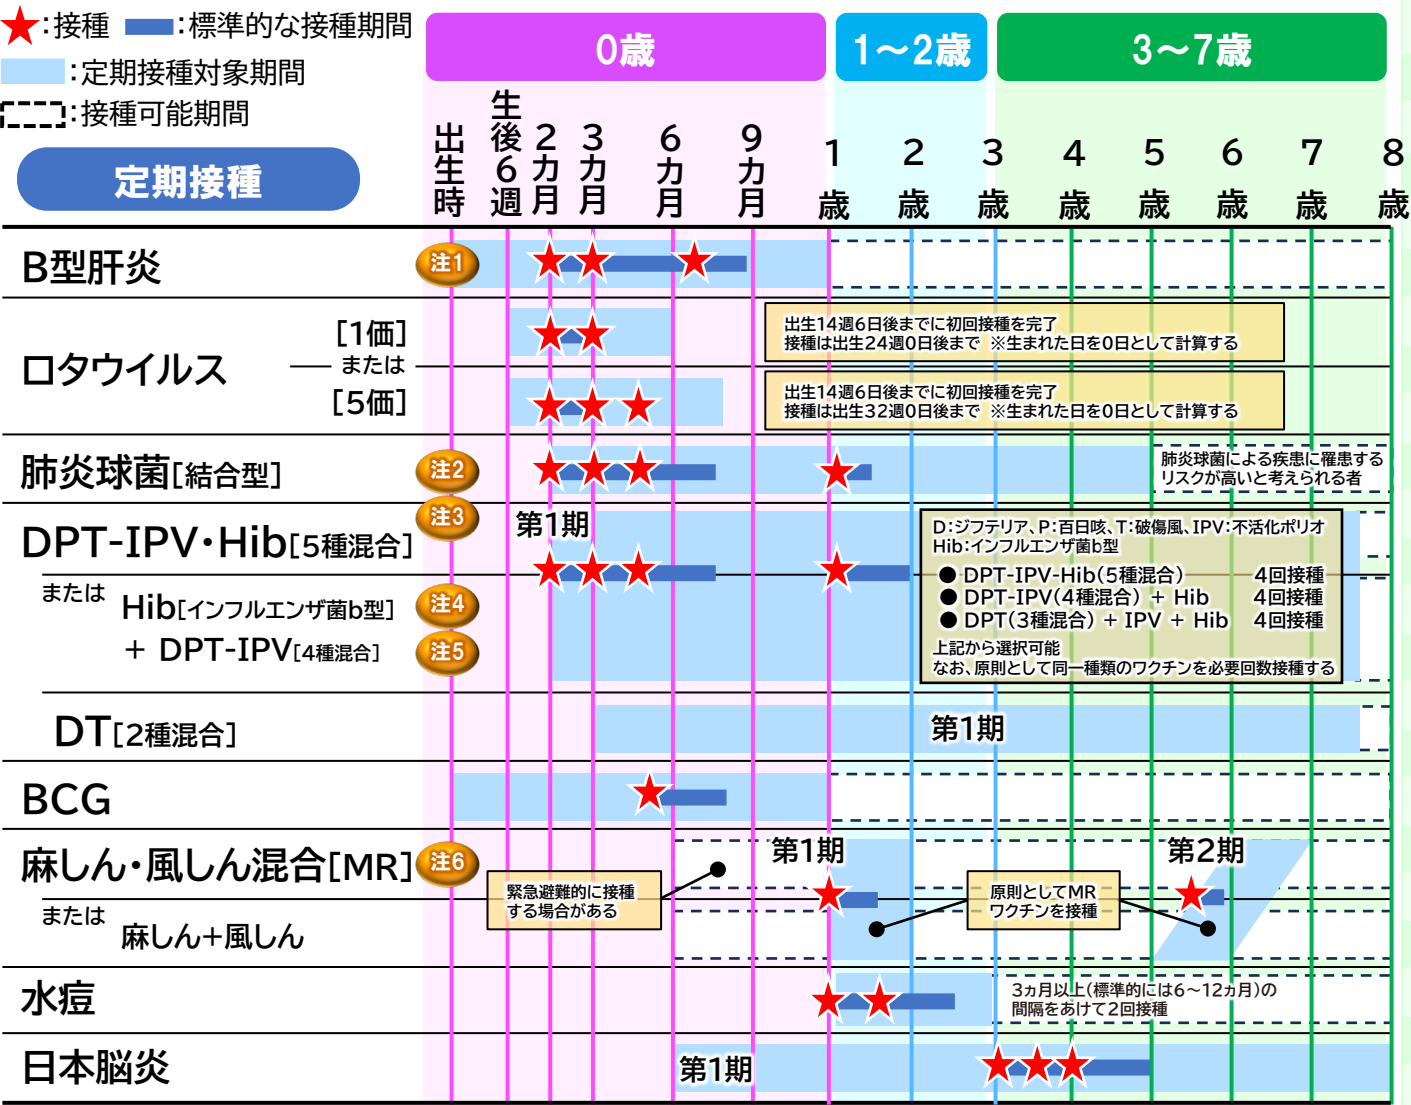 ：接種
：標準的な接種期間
：定期接種対象期間
：接種可能期間
定期接種
0歳
1～2歳
3～7歳
出生時
生後6週
2カ月
3カ月
6カ月
9カ月
1歳
2歳
3歳
4歳
5歳
6歳
7歳
8歳
B型肝炎
注1
ロタウイルス
[1価]
または
[5価]
出生14週6日後までに初回接種を完了
接種は出生24週0日後まで ※生まれた日を0日として計算する
出生14週6日後までに初回接種を完了
接種は出生32週0日後まで ※生まれた日を0日として計算する
肺炎球菌[結合型]
注2
肺炎球菌による疾患に罹患する
リスクが高いと考えられる者
DPT-IPV・Hib[5種混合]
注3
第1期
または
Hib[インフルエンザ菌b型]
注4
＋ DPT-IPV[4種混合]
注5
D：ジフテリア、P：百日咳、T：破傷風、IPV：不活化ポリオ
Hib：インフルエンザ菌b型
● DPT-IPV-Hib(5種混合) 4回接種
● DPT-IPV(4種混合) + Hib 4回接種
● DPT(3種混合) + IPV + Hib 4回接種
上記から選択可能
なお、原則として同一種類のワクチンを必要回数接種する
DT[2種混合]
第1期
BCG
麻しん・風しん混合[MR]
注6
または
麻しん＋風しん
緊急避難的に接種
する場合がある
第1期
原則としてMR
ワクチンを接種
第2期
水痘
3ヵ月以上(標準的には6～12ヵ月)の
間隔をあけて2回接種
日本脳炎
第1期